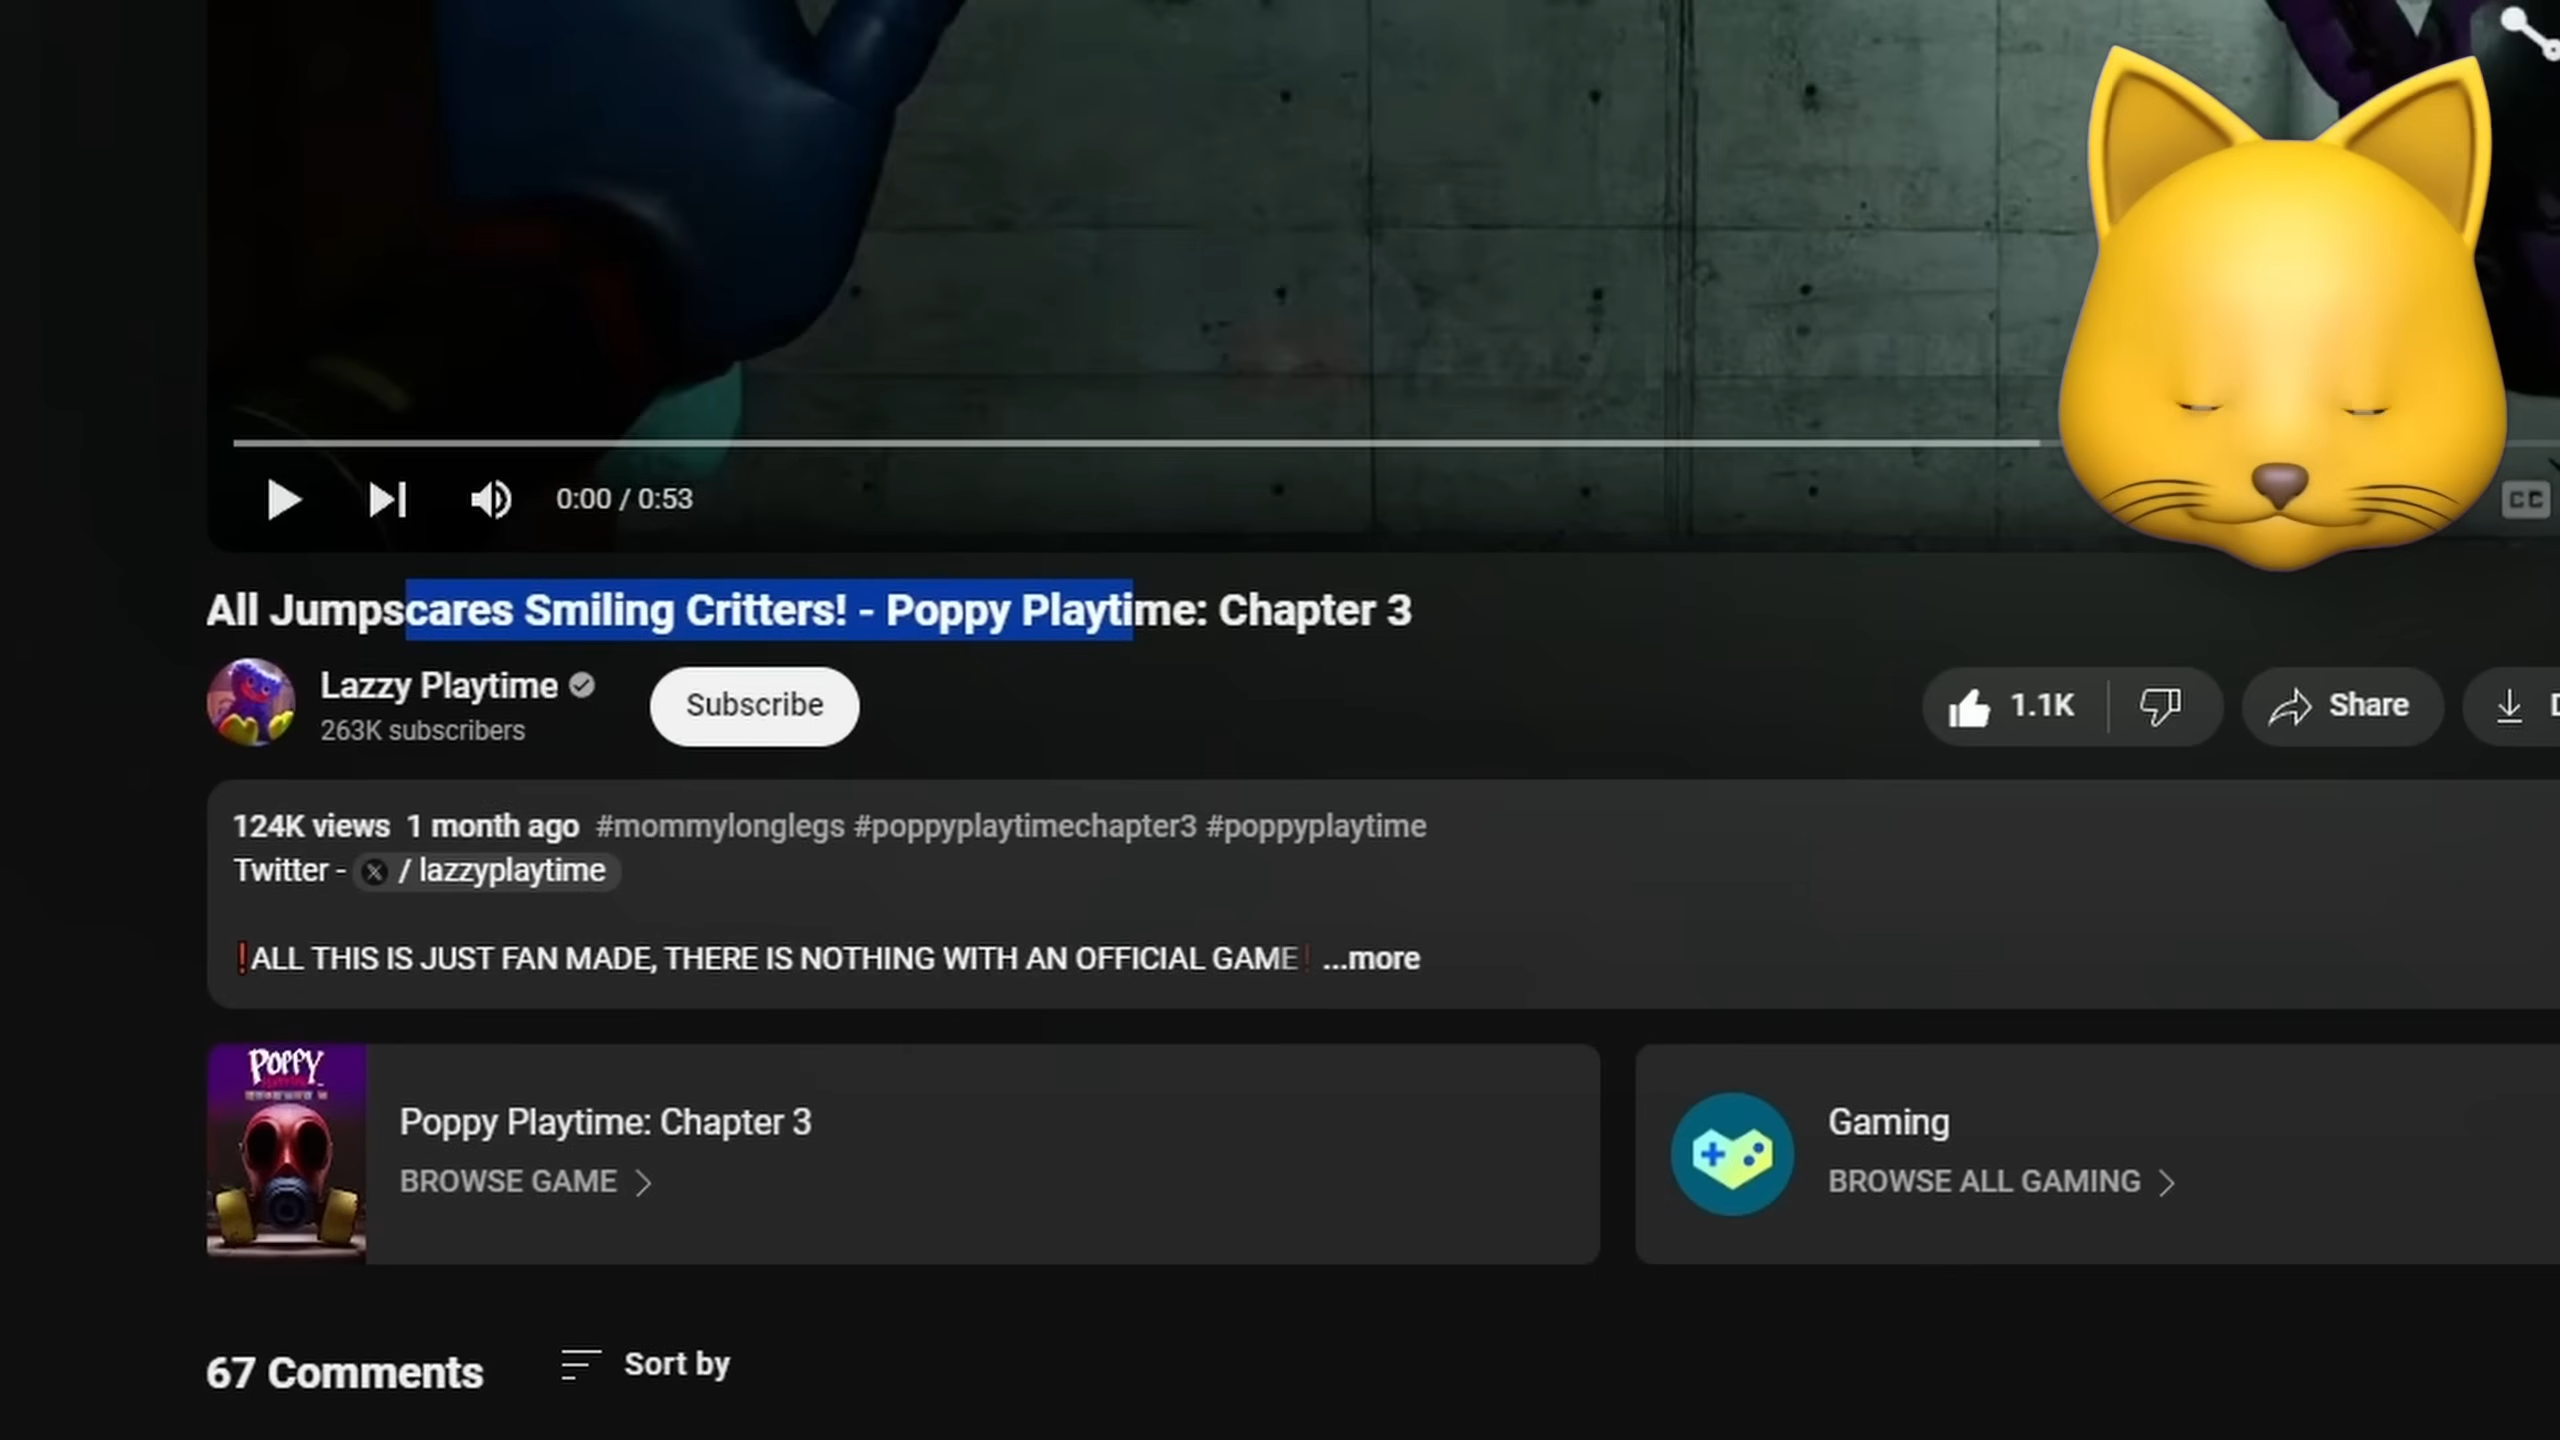 0:00 / 0:53
CC
All Jumpscares Smiling Critters! - Poppy Playtime: Chapter 3
Lazzy Playtime
263K subscribers
Subscribe
1.1K
Share
D
124K views 1 month ago #mommylonglegs #poppyplaytimechapter3 #poppyplaytime
Twitter - / lazzyplaytime
❗ALL THIS IS JUST FAN MADE, THERE IS NOTHING WITH AN OFFICIAL GAME❗ ...more
POPPY
Poppy Playtime: Chapter 3
BROWSE GAME
Gaming
BROWSE ALL GAMING
67 Comments
Sort by